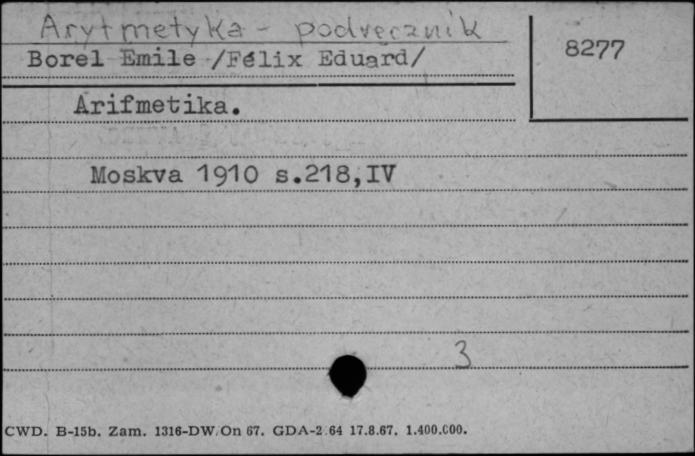 Arytmetyka - podręcznik
Borel Emile /Félix Eduard/
8277
Arifmetika.
Moskva 1910 s.218,IV
3
CWD. B-15b. Zam. 1316-DW/On 67. GDA-2/64 17.8.67. 1.400.000.